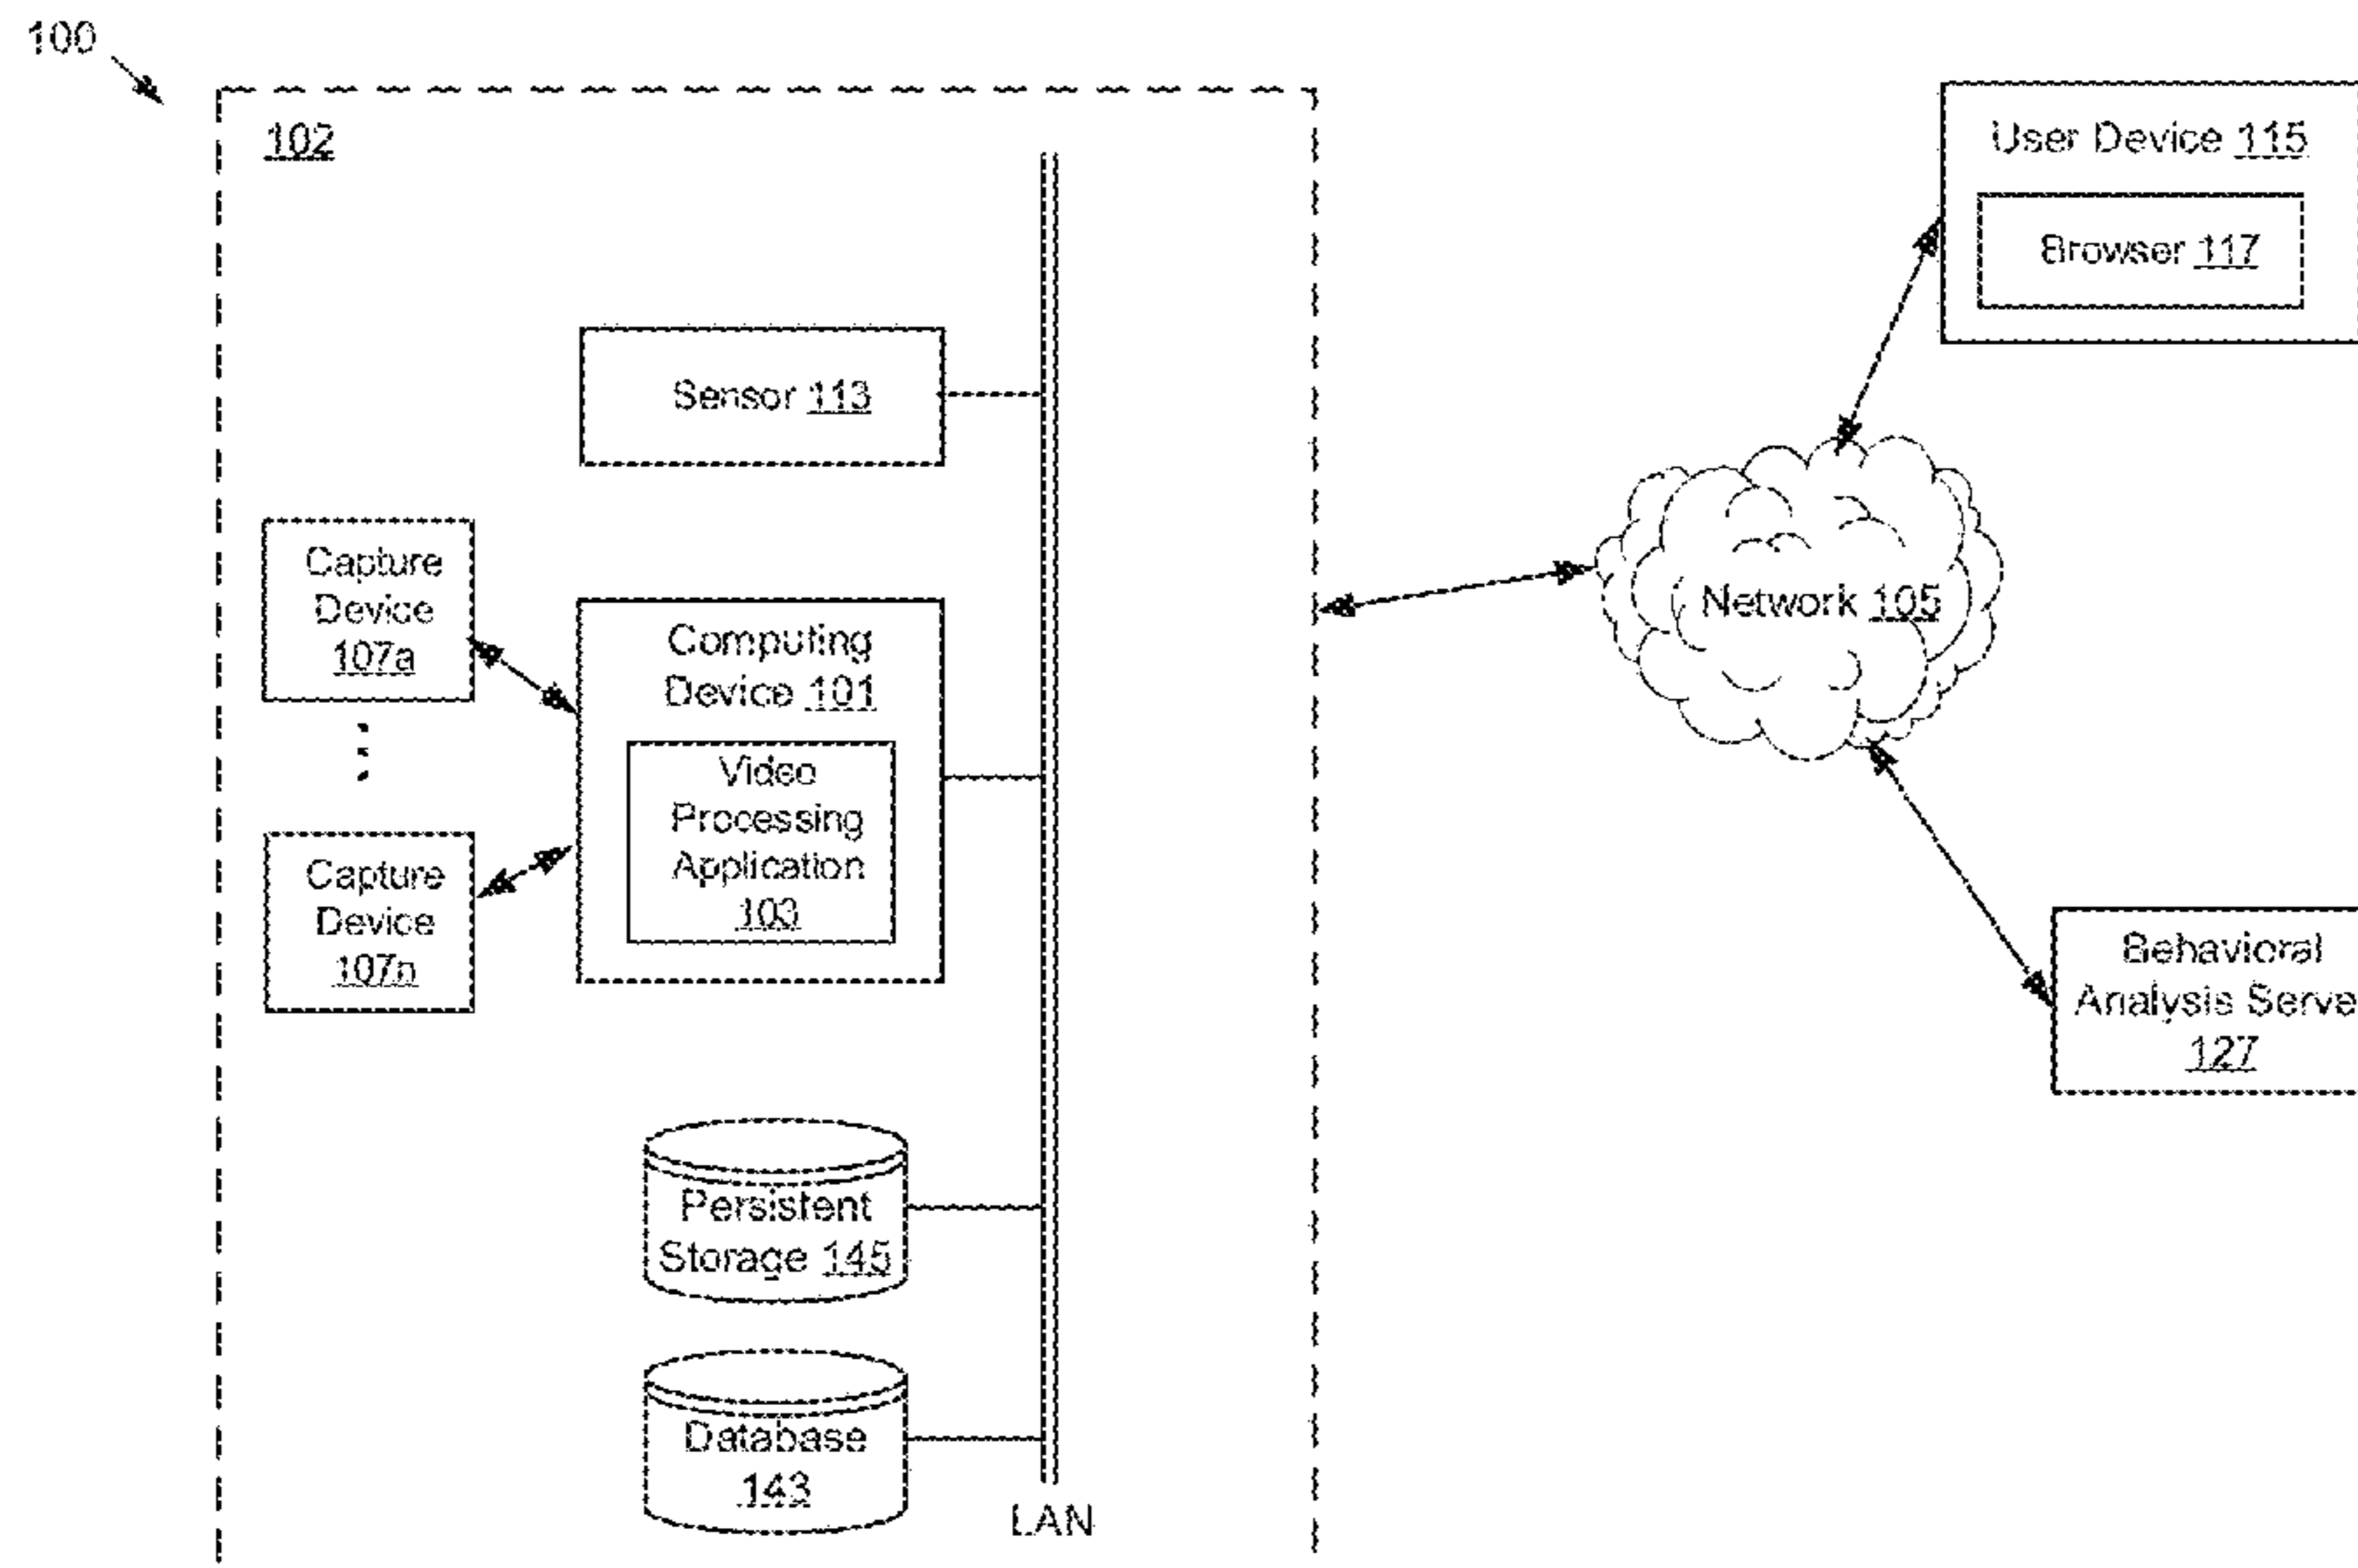 100
102
User Device 115
Browser 117
Sensor 113
Capture
Device
107a
Computing
Device 101
Video
Processing
Application
103
Capture
Device
107n
Network 105
Behavioral
Analysis Serve
127
Persistent
Storage 145
Database
143
LAN